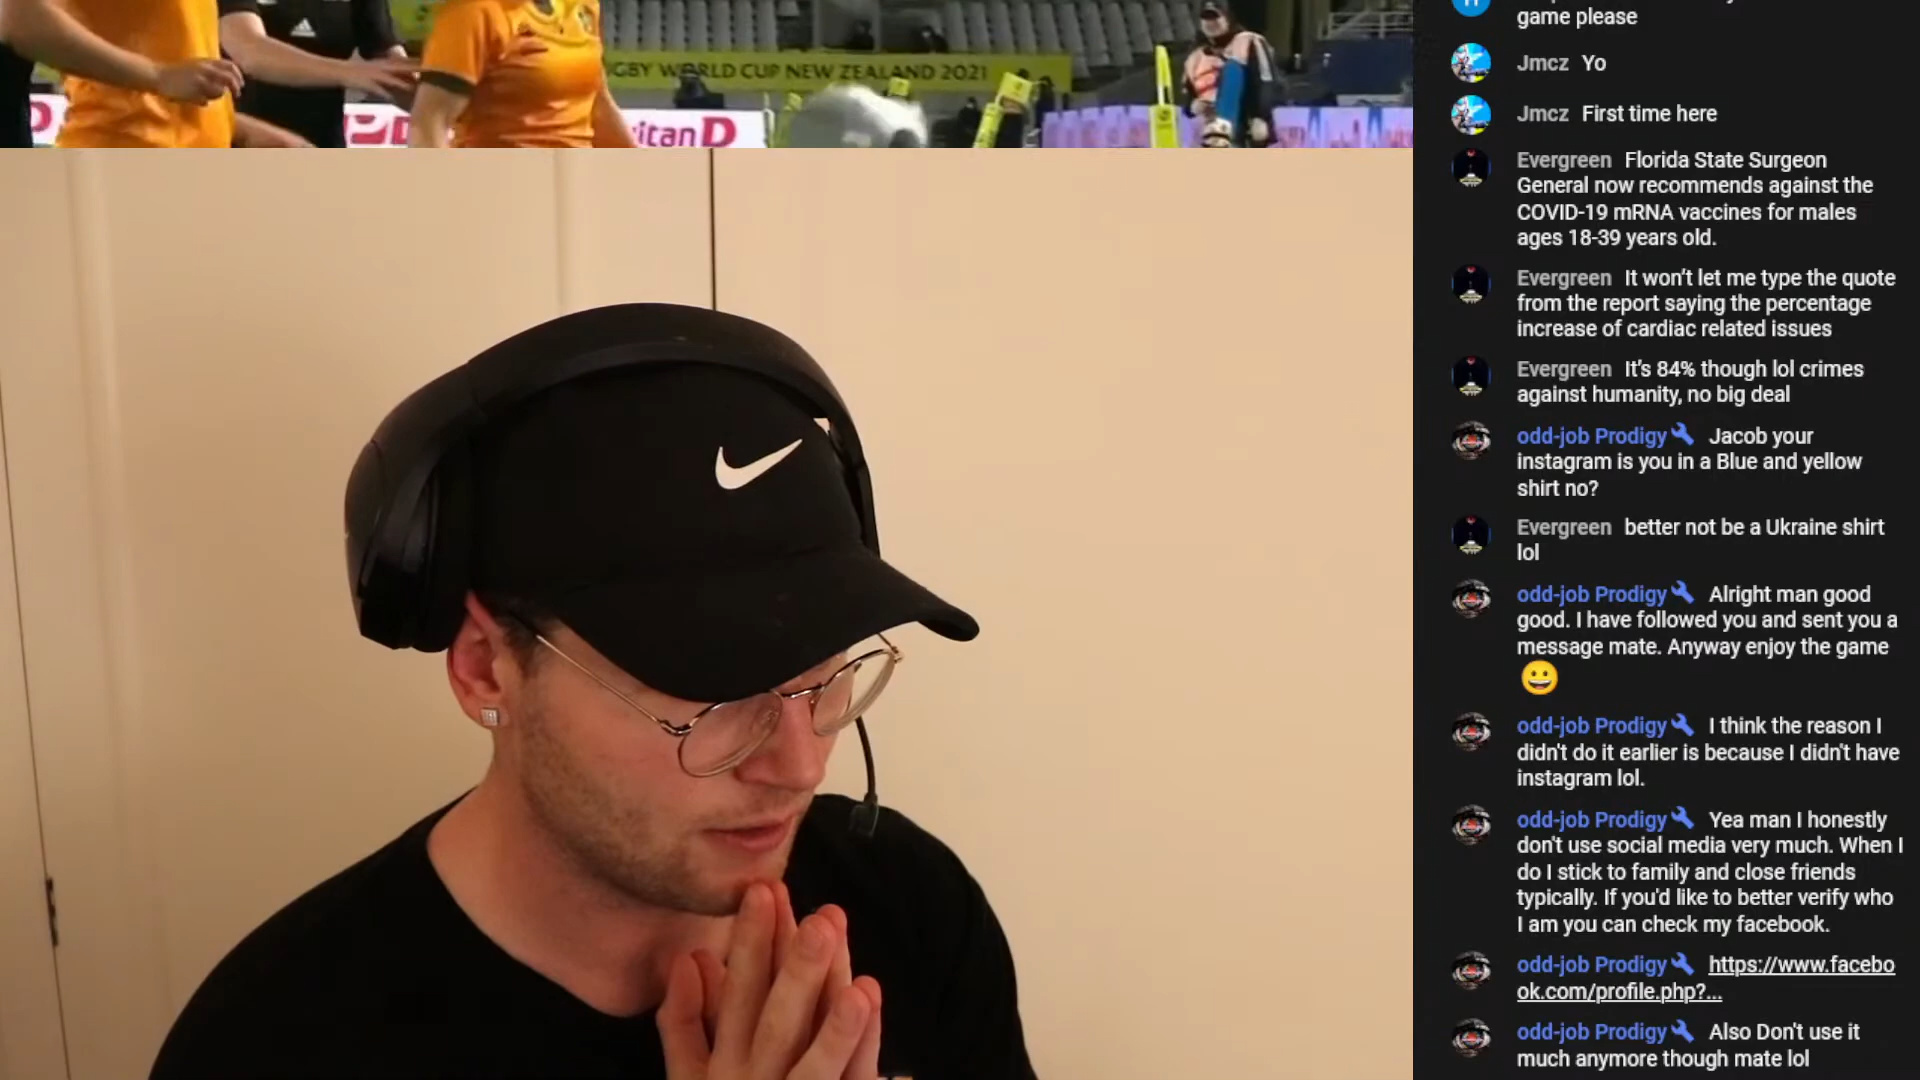 GBY WORLD CUP NEW ZEALAND 2021
itanD
game please
Jmcz Yo
Jmcz First time here
Evergreen Florida State Surgeon
General now recommends against the
COVID-19 mRNA vaccines for males
ages 18-39 years old.
Evergreen It won't let me type the quote
from the report saying the percentage
increase of cardiac related issues
Evergreen It's 84% though lol crimes
against humanity, no big deal
odd-job Prodigy Jacob your
instagram is you in a Blue and yellow
shirt no?
Evergreen better not be a Ukraine shirt
lol
odd-job Prodigy Alright man good
good. I have followed you and sent you a
message mate. Anyway enjoy the game
😀
odd-job Prodigy I think the reason I
didn't do it earlier is because I didn't have
instagram lol.
odd-job Prodigy Yea man I honestly
don't use social media very much. When I
do I stick to family and close friends
typically. If you'd like to better verify who
I am you can check my facebook.
odd-job Prodigy https://www.facebo
ok.com/profile.php?...
odd-job Prodigy Also Don't use it
much anymore though mate lol